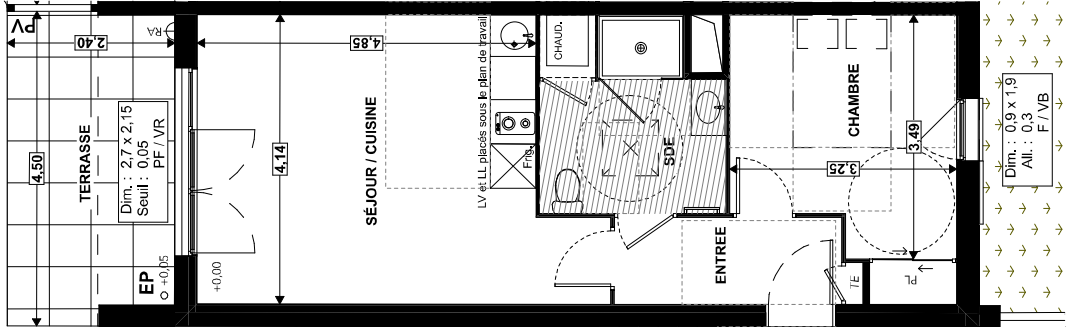 PV
2,40
4,50
TERRASSE
Dim. : 2,7 x 2,15
Seuil : 0,05
PF / VR
EP
+0,05
+0,00
RA
4,85
4,14
SÉJOUR / CUISINE
LV et LL placés sous le plan de travail
Frig.
CHAUD.
SDE
ENTREE
CHAMBRE
3,49
3,25
TE
PL
Dim. : 0,9 x 1,9
All. : 0,3
F / VB